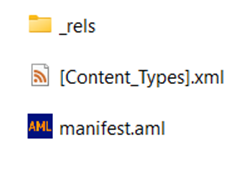 _rels
[Content_Types].xml
AML manifest.aml